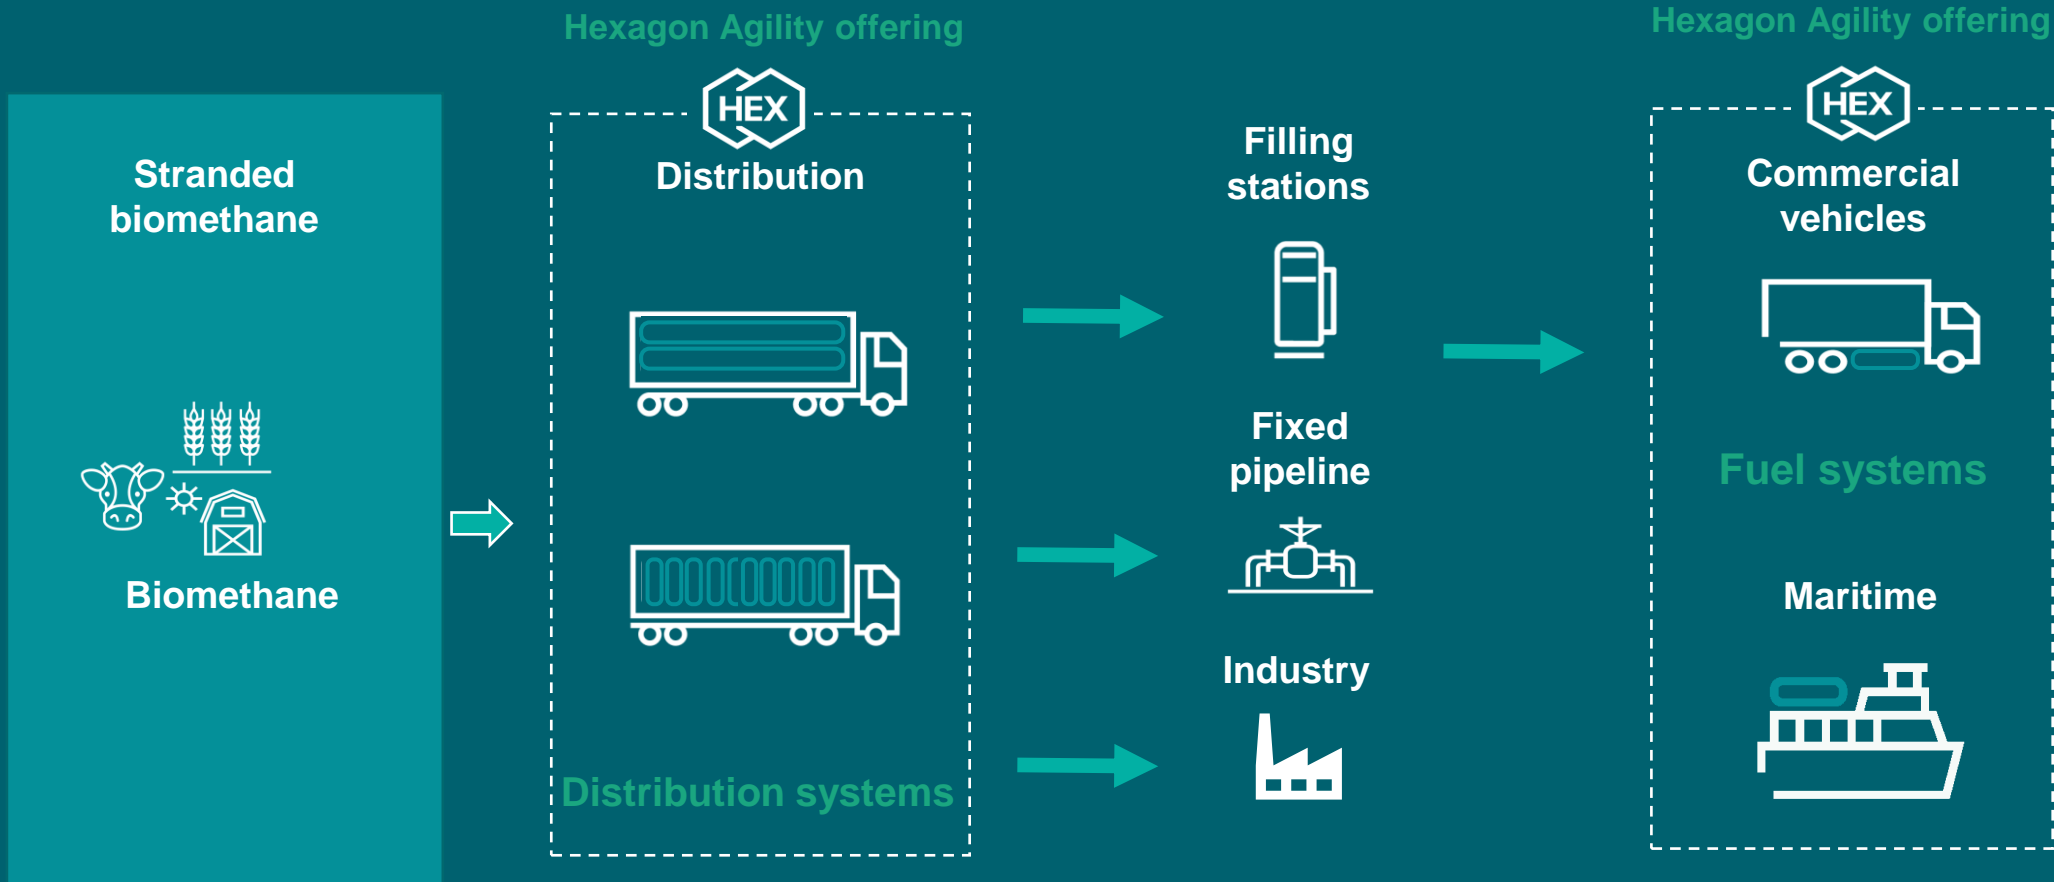 Hexagon Agility offering
Hexagon Agility offering
Stranded
biomethane
Biomethane
HEX
Distribution
Distribution systems
Filling
stations
Fixed
pipeline
Industry
HEX
Commercial
vehicles
Fuel systems
Maritime